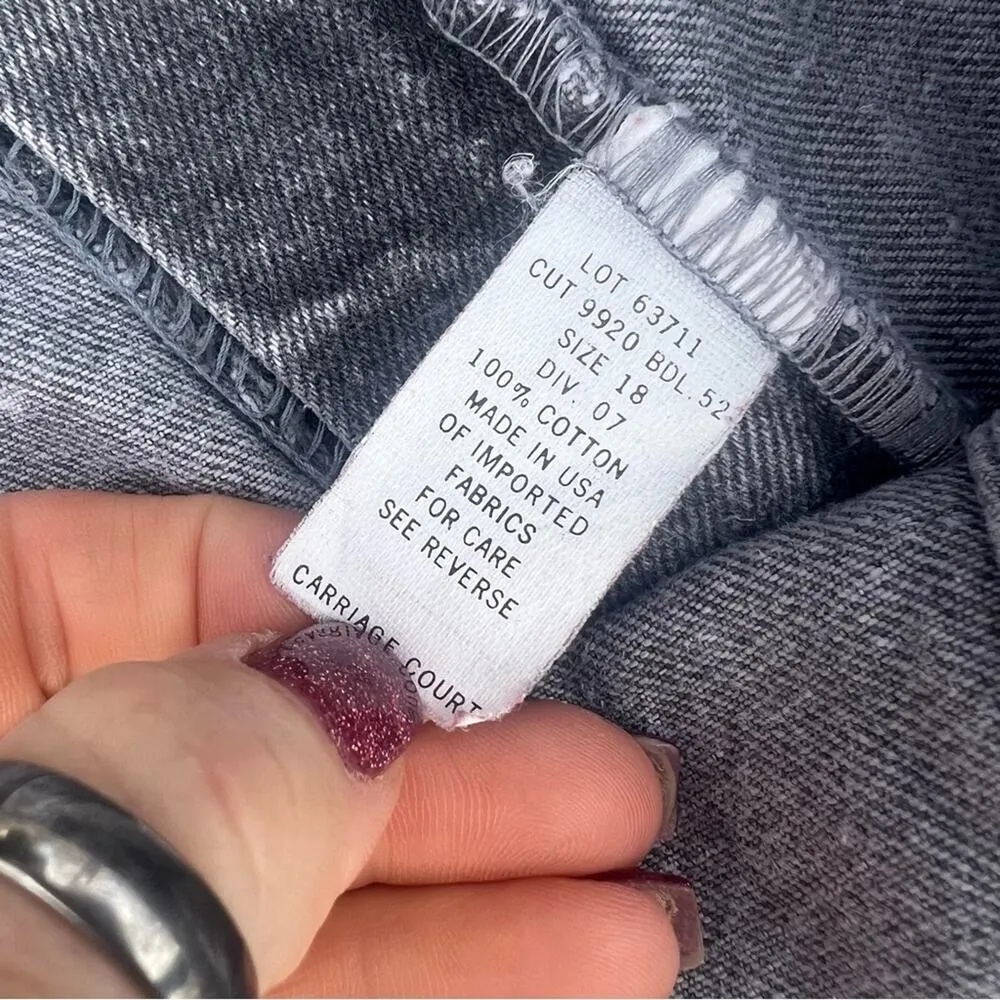 LOT 63711
CUT 9920 BDL. 52
SIZE 18
DIV. 07
100% COTTON
MADE IN USA
OF IMPORTED
FABRICS
FOR CARE
SEE REVERSE
CARRIAGE COURT